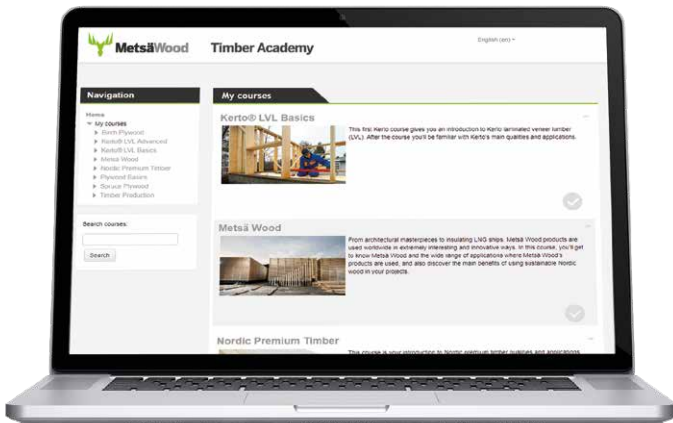 MetsäWood
Timber Academy
English (en)
Navigation
Home
My courses
Birch Plywood
Kerto® LVL Advanced
Kerto® LVL Basics
Metsä Wood
Nordic Premium Timber
Plywood Basics
Spruce Plywood
Timber Production
Search courses:
Search
My courses
Kerto® LVL Basics
This first Kerto course gives you an introduction to Kerto laminated veneer lumber
(LVL). After the course you'll be familiar with Kerto's main qualities and applications.
Metsä Wood
From architectural masterpieces to insulating LNG ships. Metsä Wood products are
used worldwide in extremely interesting and innovative ways. In this course, you'll get
to know Metsä Wood and the wide range of applications where Metsä Wood's
products are used, and also discover the main benefits of using sustainable Nordic
wood in your projects.
Nordic Premium Timber
This course is your introduction to Nordic premium timber qualities and applications